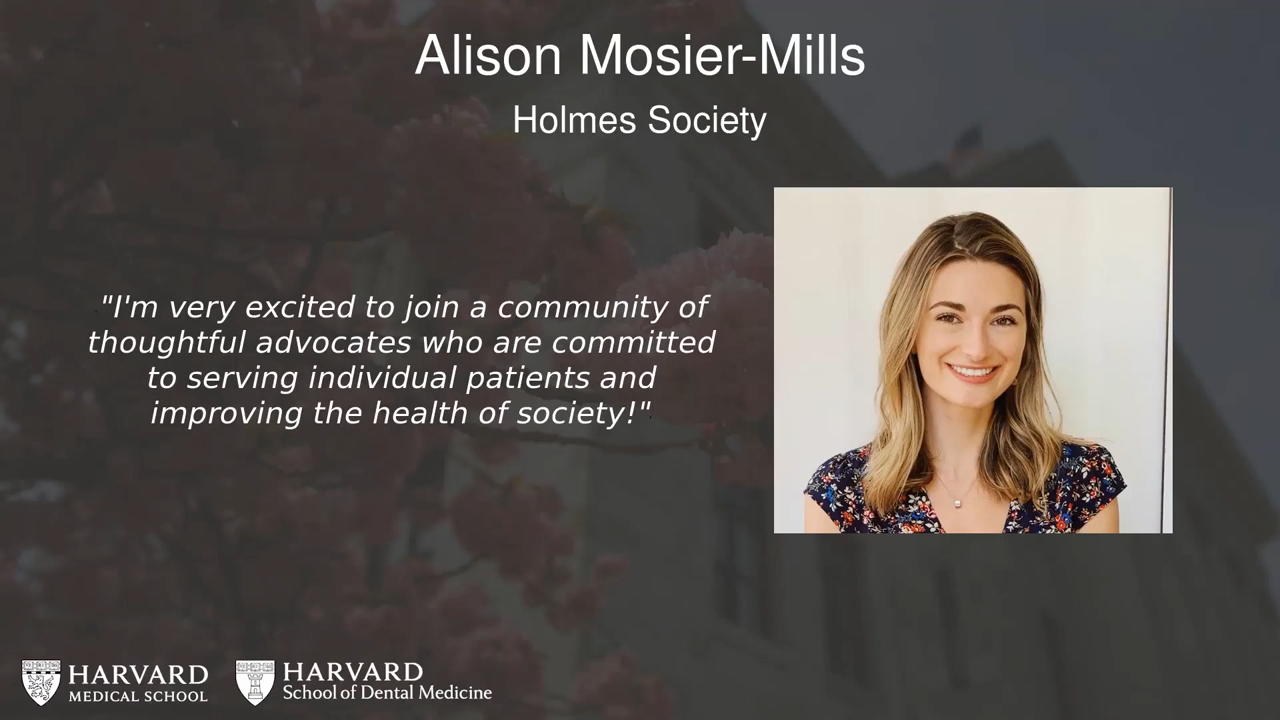 Alison Mosier-Mills
Holmes Society
"I'm very excited to join a community of
thoughtful advocates who are committed
to serving individual patients and
improving the health of society!"
HARVARD
MEDICAL SCHOOL
HARVARD
School of Dental Medicine